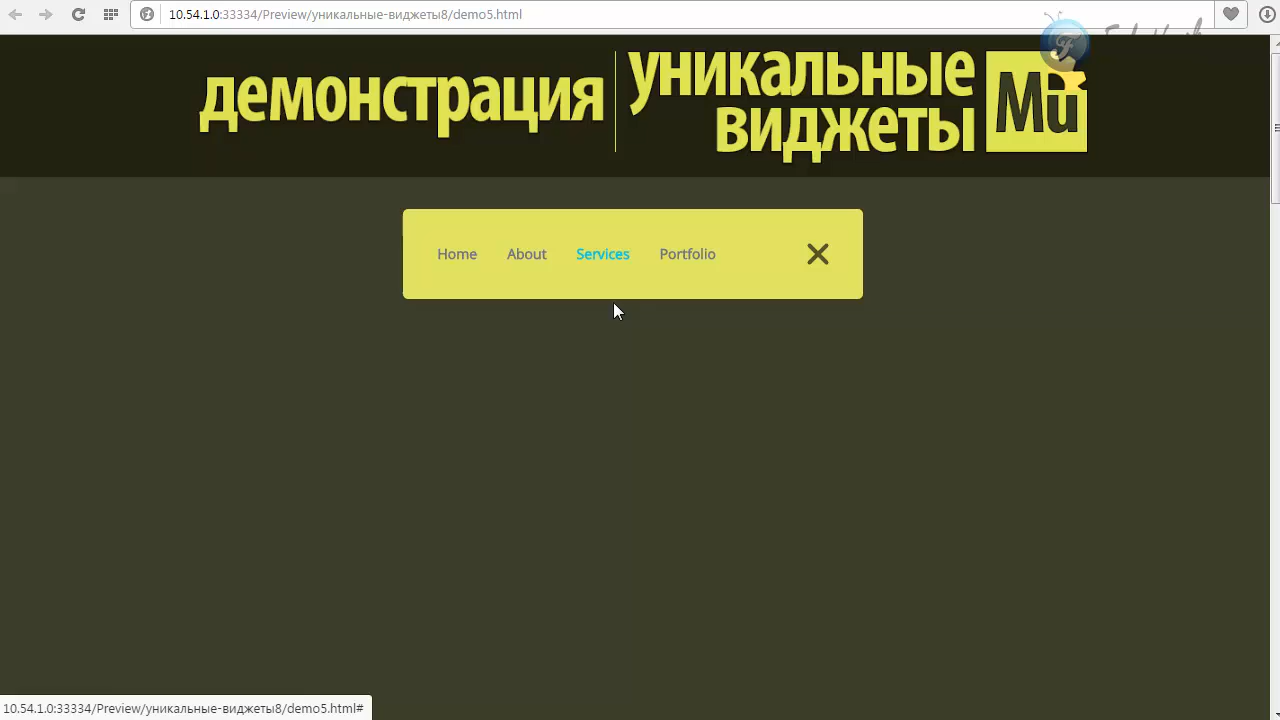 10.54.1.0:33334/Preview/уникальные-виджеты8/demo5.html
демонстрация
уникальные
виджеты
Mu
Home About Services Portfolio
10.54.1.0:33334/Preview/уникальные-виджеты8/demo5.html#